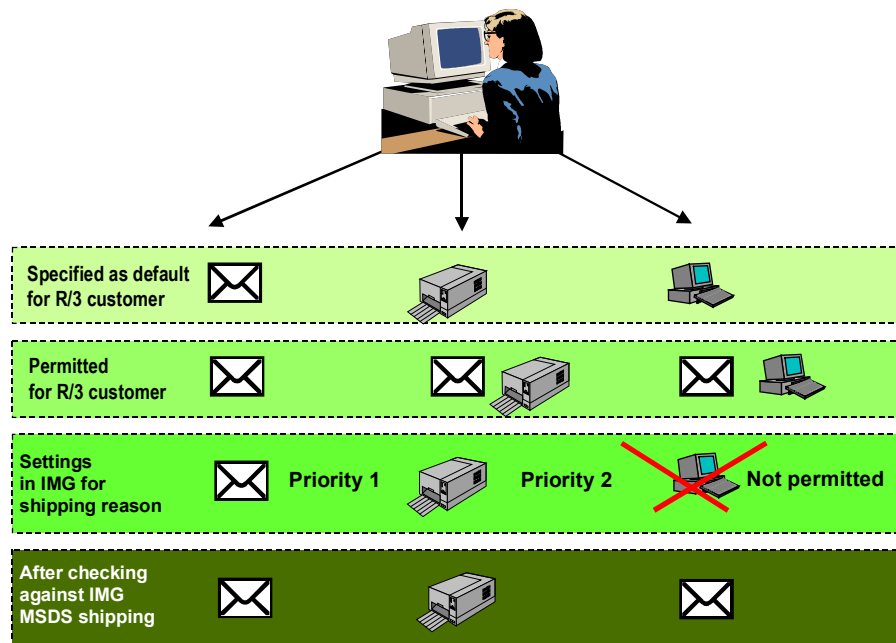 Specified as default
for R/3 customer
Permitted
for R/3 customer
Settings
in IMG for
shipping reason
Priority 1
Priority 2
Not permitted
After checking
against IMG
MSDS shipping